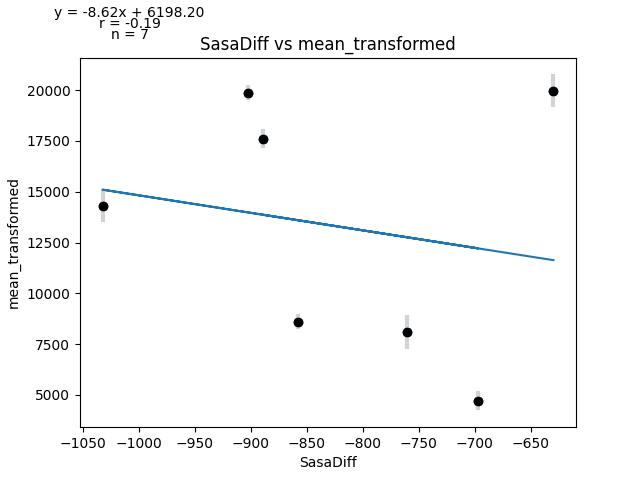 y = -8.62x + 6198.20
r = -0.19
n = 7
SasaDiff vs mean_transformed
20000
17500
15000
12500
10000
7500
5000
mean_transformed
−1050 −1000 −950 −900 −850 −800 −750 −700 −650
SasaDiff